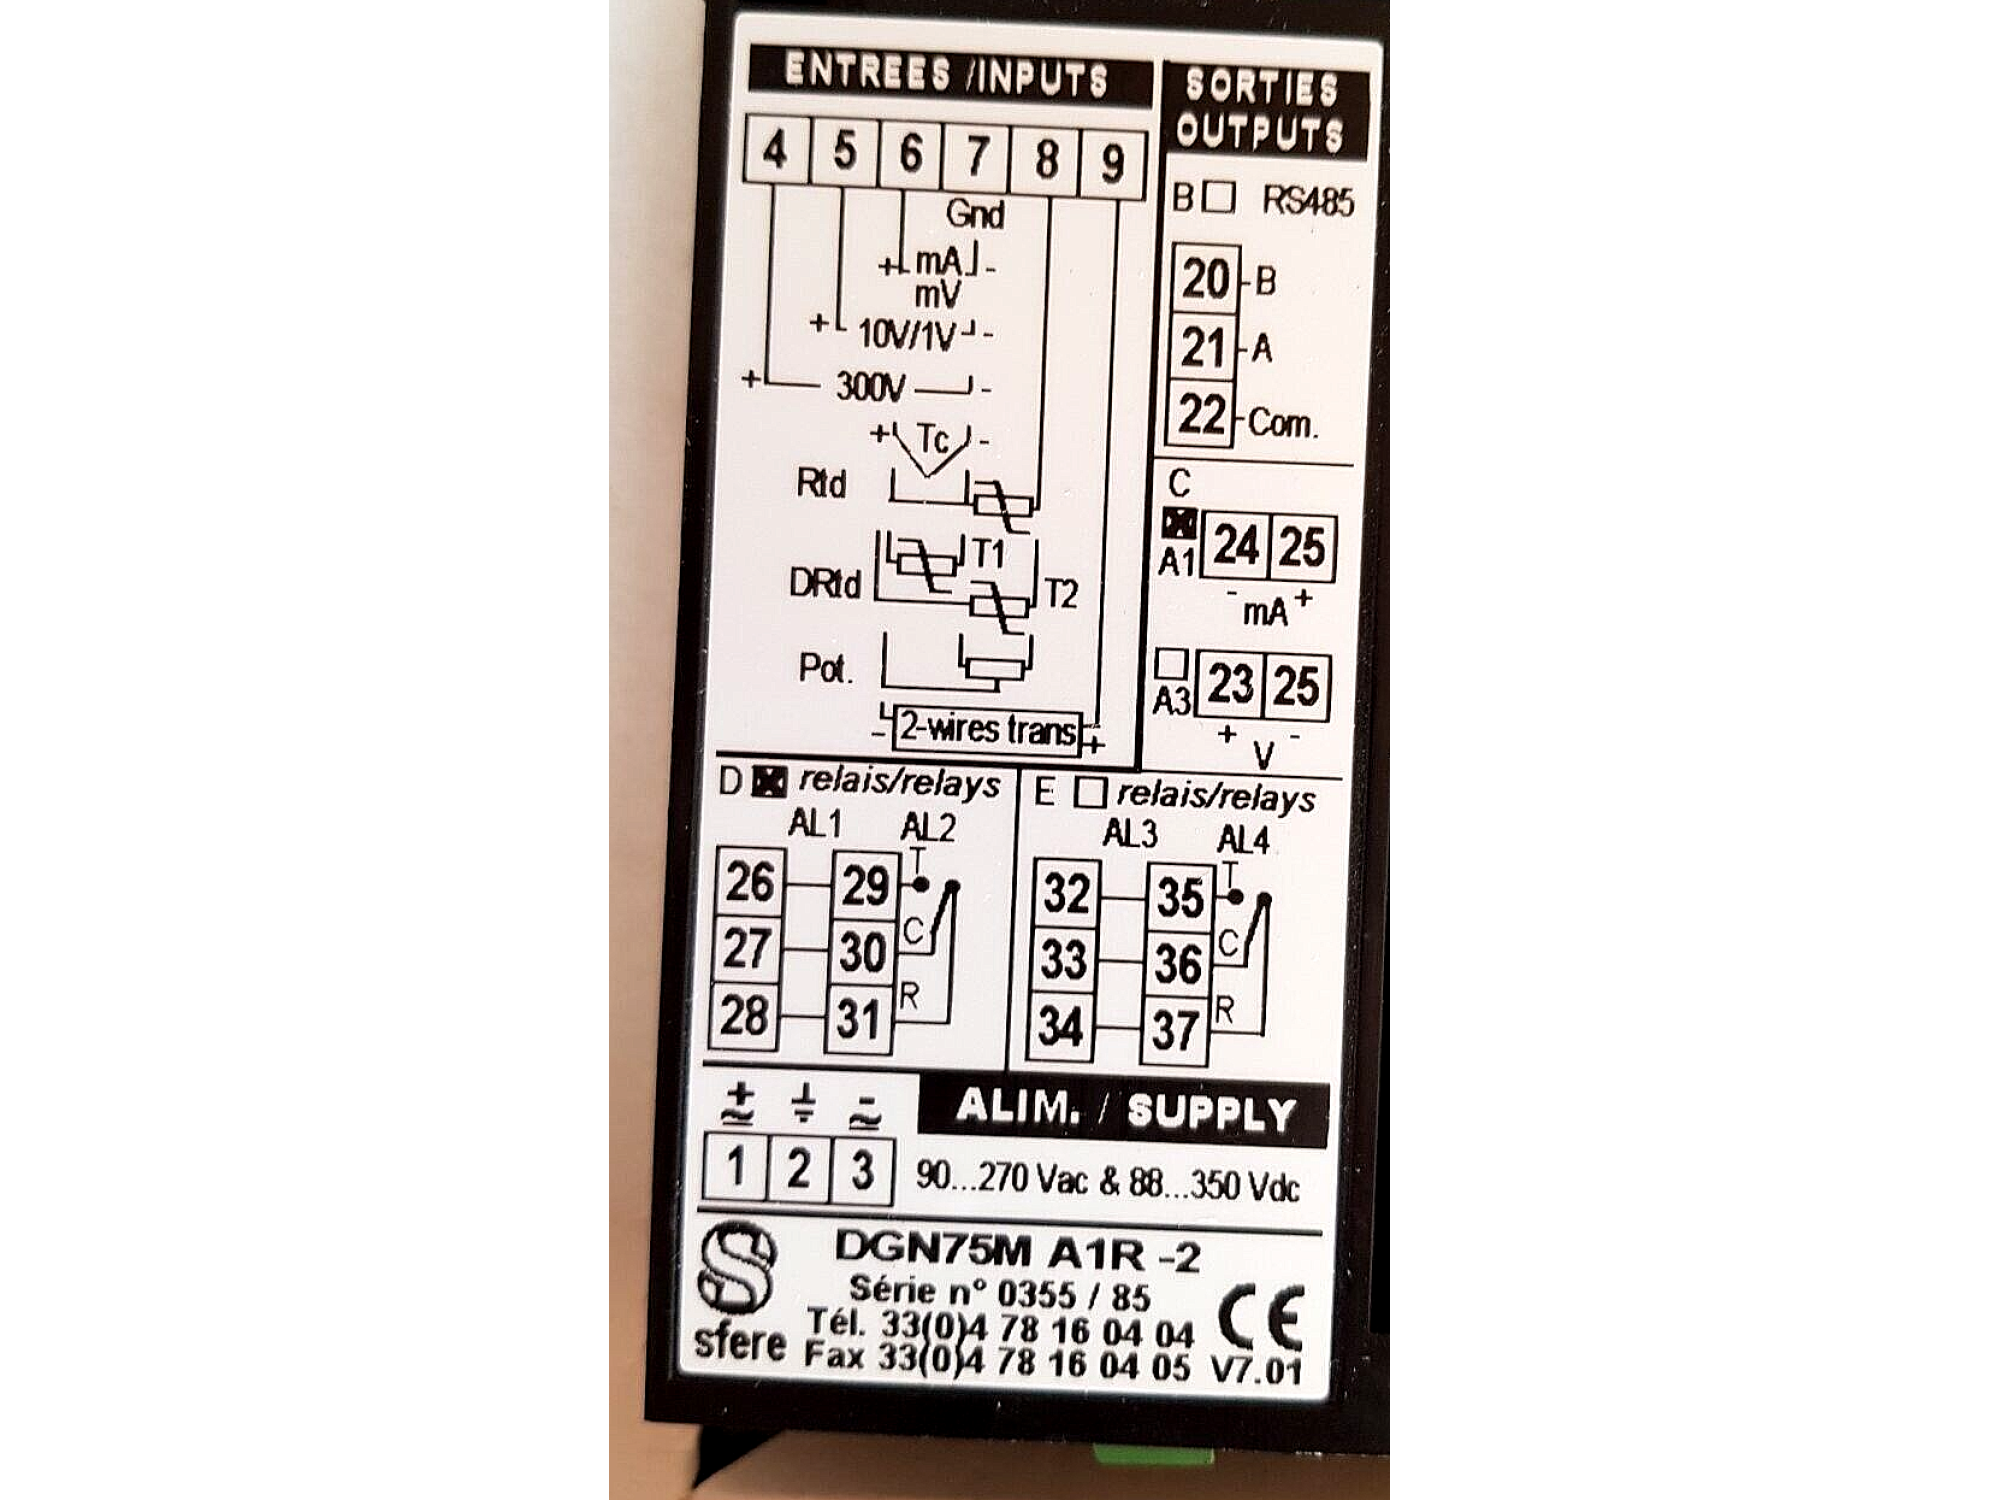 ENTREES /INPUTS
4 5 6 7 8 9
Gnd
+ mA -
mV
+ 10V/1V -
+ 300V -
+ Tc -
Rtd
T1
DRtd
T2
Pot.
- 2-wires trans +
SORTIES
OUTPUTS
B RS485
20 B
21 A
22 Com.
C
A1 24 25
- mA +
A3 23 25
+ V -
D relais/relays
AL1 AL2
T
26 29
C
27 30
R
28 31
E relais/relays
AL3 AL4
T
32 35
C
33 36
R
34 37
ALIM. / SUPPLY
1 2 3 90...270 Vac & 88...350 Vdc
DGN75M A1R -2
Série n° 0355 / 85
Tél. 33(0)4 78 16 04 04
sfere Fax 33(0)4 78 16 04 05 V7.01
CE